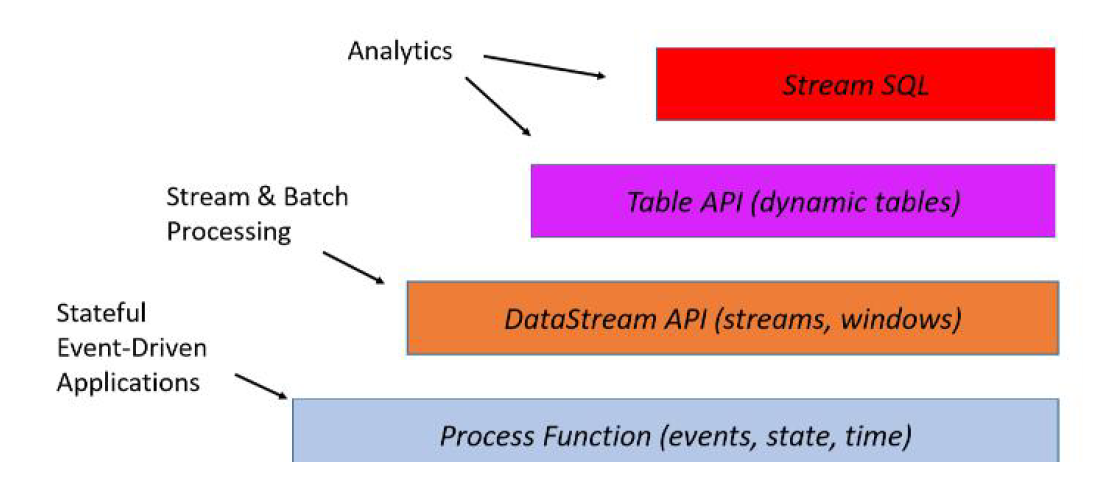 Analytics
Stream SQL
Table API (dynamic tables)
Stream & Batch
Processing
DataStream API (streams, windows)
Stateful
Event-Driven
Applications
Process Function (events, state, time)